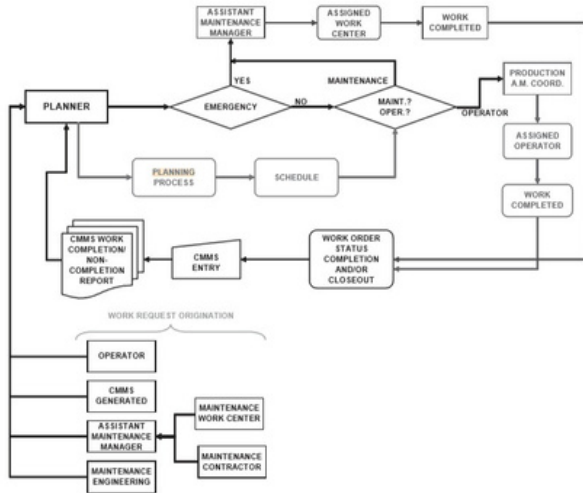 ASSISTANT
MAINTENANCE
MANAGER
ASSIGNED
WORK
CENTER
WORK
COMPLETED
YES
MAINTENANCE
PRODUCTION
A.M. COORD.
PLANNER
EMERGENCY
NO
MAINT.?
OPER.?
OPERATOR
ASSIGNED
OPERATOR
PLANNING
PROCESS
SCHEDULE
WORK
COMPLETED
CMMS WORK
COMPLETION/
NON-
COMPLETION
REPORT
CMMS
ENTRY
WORK ORDER
STATUS
COMPLETION
AND/OR
CLOSEOUT
WORK REQUEST ORIGINATION
OPERATOR
CMMS
GENERATED
ASSISTANT
MAINTENANCE
MANAGER
MAINTENANCE
WORK CENTER
MAINTENANCE
CONTRACTOR
MAINTENANCE
ENGINEERING